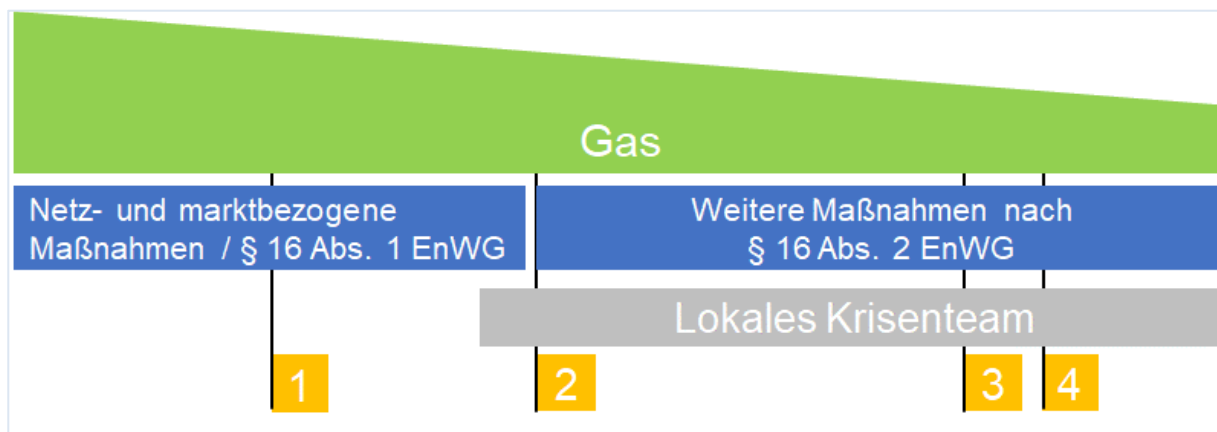 Gas
Netz- und marktbezogene
Maßnahmen / § 16 Abs. 1 EnWG
Weitere Maßnahmen nach
§ 16 Abs. 2 EnWG
Lokales Krisenteam
1
2
3
4